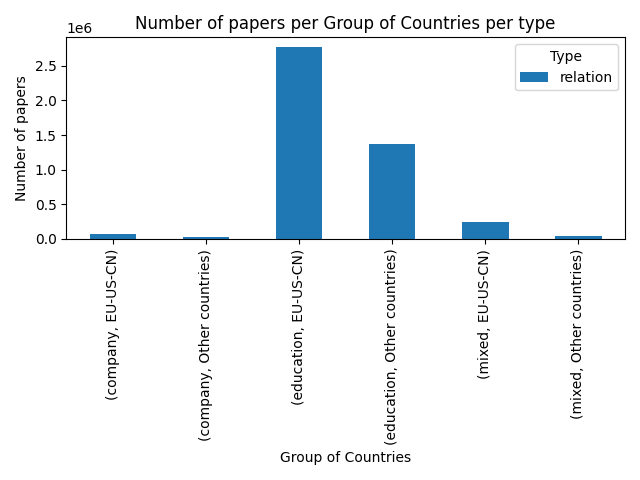 Number of papers per Group of Countries per type
1e6
Number of papers
2.5
2.0
1.5
1.0
0.5
0.0
Type
relation
(company, EU-US-CN)
(company, Other countries)
(education, EU-US-CN)
(education, Other countries)
(mixed, EU-US-CN)
(mixed, Other countries)
Group of Countries